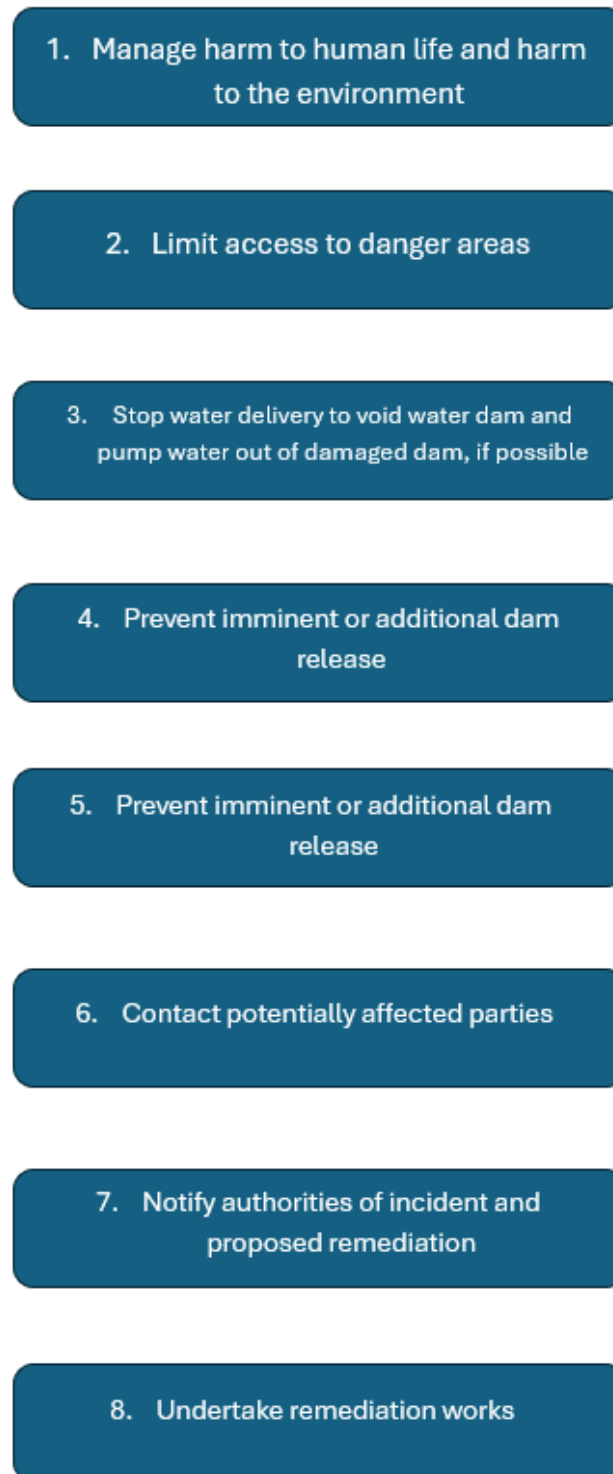 1. Manage harm to human life and harm
to the environment
2. Limit access to danger areas
3. Stop water delivery to void water dam and
pump water out of damaged dam, if possible
4. Prevent imminent or additional dam
release
5. Prevent imminent or additional dam
release
6. Contact potentially affected parties
7. Notify authorities of incident and
proposed remediation
8. Undertake remediation works